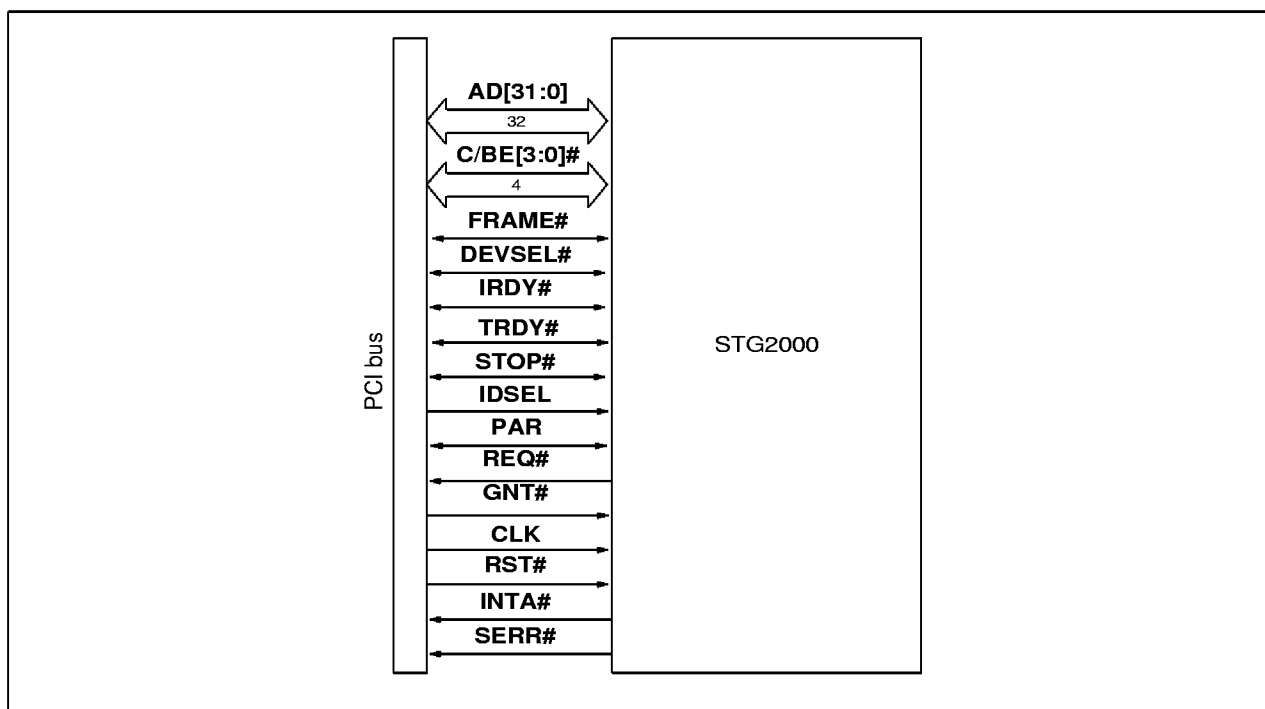 AD[31:0]
32
C/BE[3:0]#
4
FRAME#
DEVSEL#
IRDY#
TRDY#
STOP#
IDSEL
PAR
REQ#
GNT#
CLK
RST#
INTA#
SERR#
PCI bus
STG2000